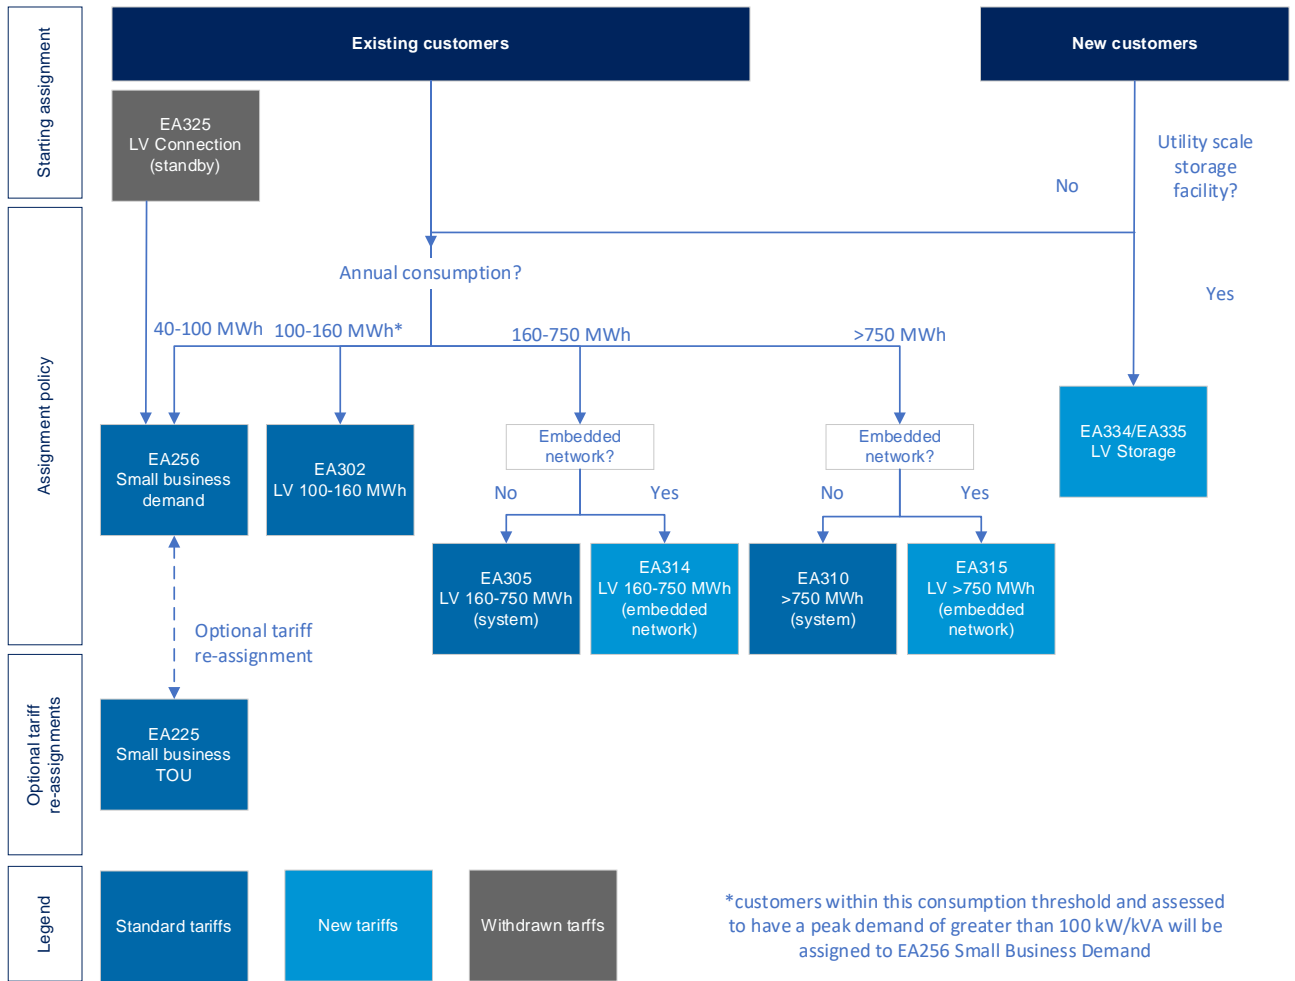 Starting assignment
Existing customers
New customers
EA325
LV Connection
(standby)
Utility scale
storage
facility?
No
Yes
Assignment policy
Annual consumption?
40-100 MWh
100-160 MWh*
160-750 MWh
>750 MWh
EA256
Small business
demand
EA302
LV 100-160 MWh
Embedded
network?
No
Yes
Embedded
network?
No
Yes
EA334/EA335
LV Storage
EA305
LV 160-750 MWh
(system)
EA314
LV 160-750 MWh
(embedded
network)
EA310
>750 MWh
(system)
EA315
LV >750 MWh
(embedded
network)
Optional tariff
re-assignment
Optional tariff
re-assignments
EA225
Small business
TOU
Legend
Standard tariffs
New tariffs
Withdrawn tariffs
*customers within this consumption threshold and assessed
to have a peak demand of greater than 100 kW/kVA will be
assigned to EA256 Small Business Demand